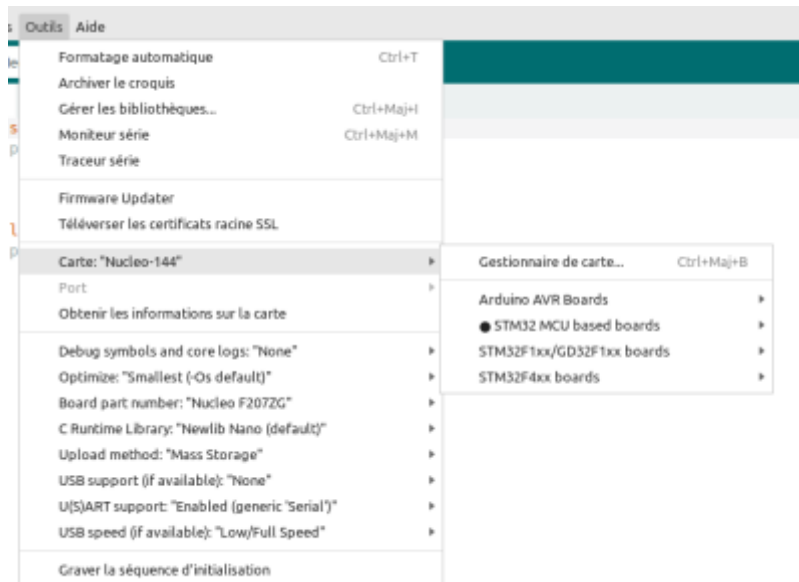 Outils Aide
Formatage automatique Ctrl+T
Archiver le croquis
Gérer les bibliothèques... Ctrl+Maj+I
Moniteur série Ctrl+Maj+M
Traceur série
Firmware Updater
Téléverser les certificats racine SSL
Carte: "Nucleo-144"
Port
Obtenir les informations sur la carte
Debug symbols and core logs: "None"
Optimize: "Smallest (-Os default)"
Board part number: "Nucleo F207ZG"
C Runtime Library: "Newlib Nano (default)"
Upload method: "Mass Storage"
USB support (if available): "None"
U(S)ART support: "Enabled (generic 'Serial')"
USB speed (if available): "Low/Full Speed"
Graver la séquence d'initialisation
Gestionnaire de carte... Ctrl+Maj+B
Arduino AVR Boards
STM32 MCU based boards
STM32F1xx/GD32F1xx boards
STM32F4xx boards